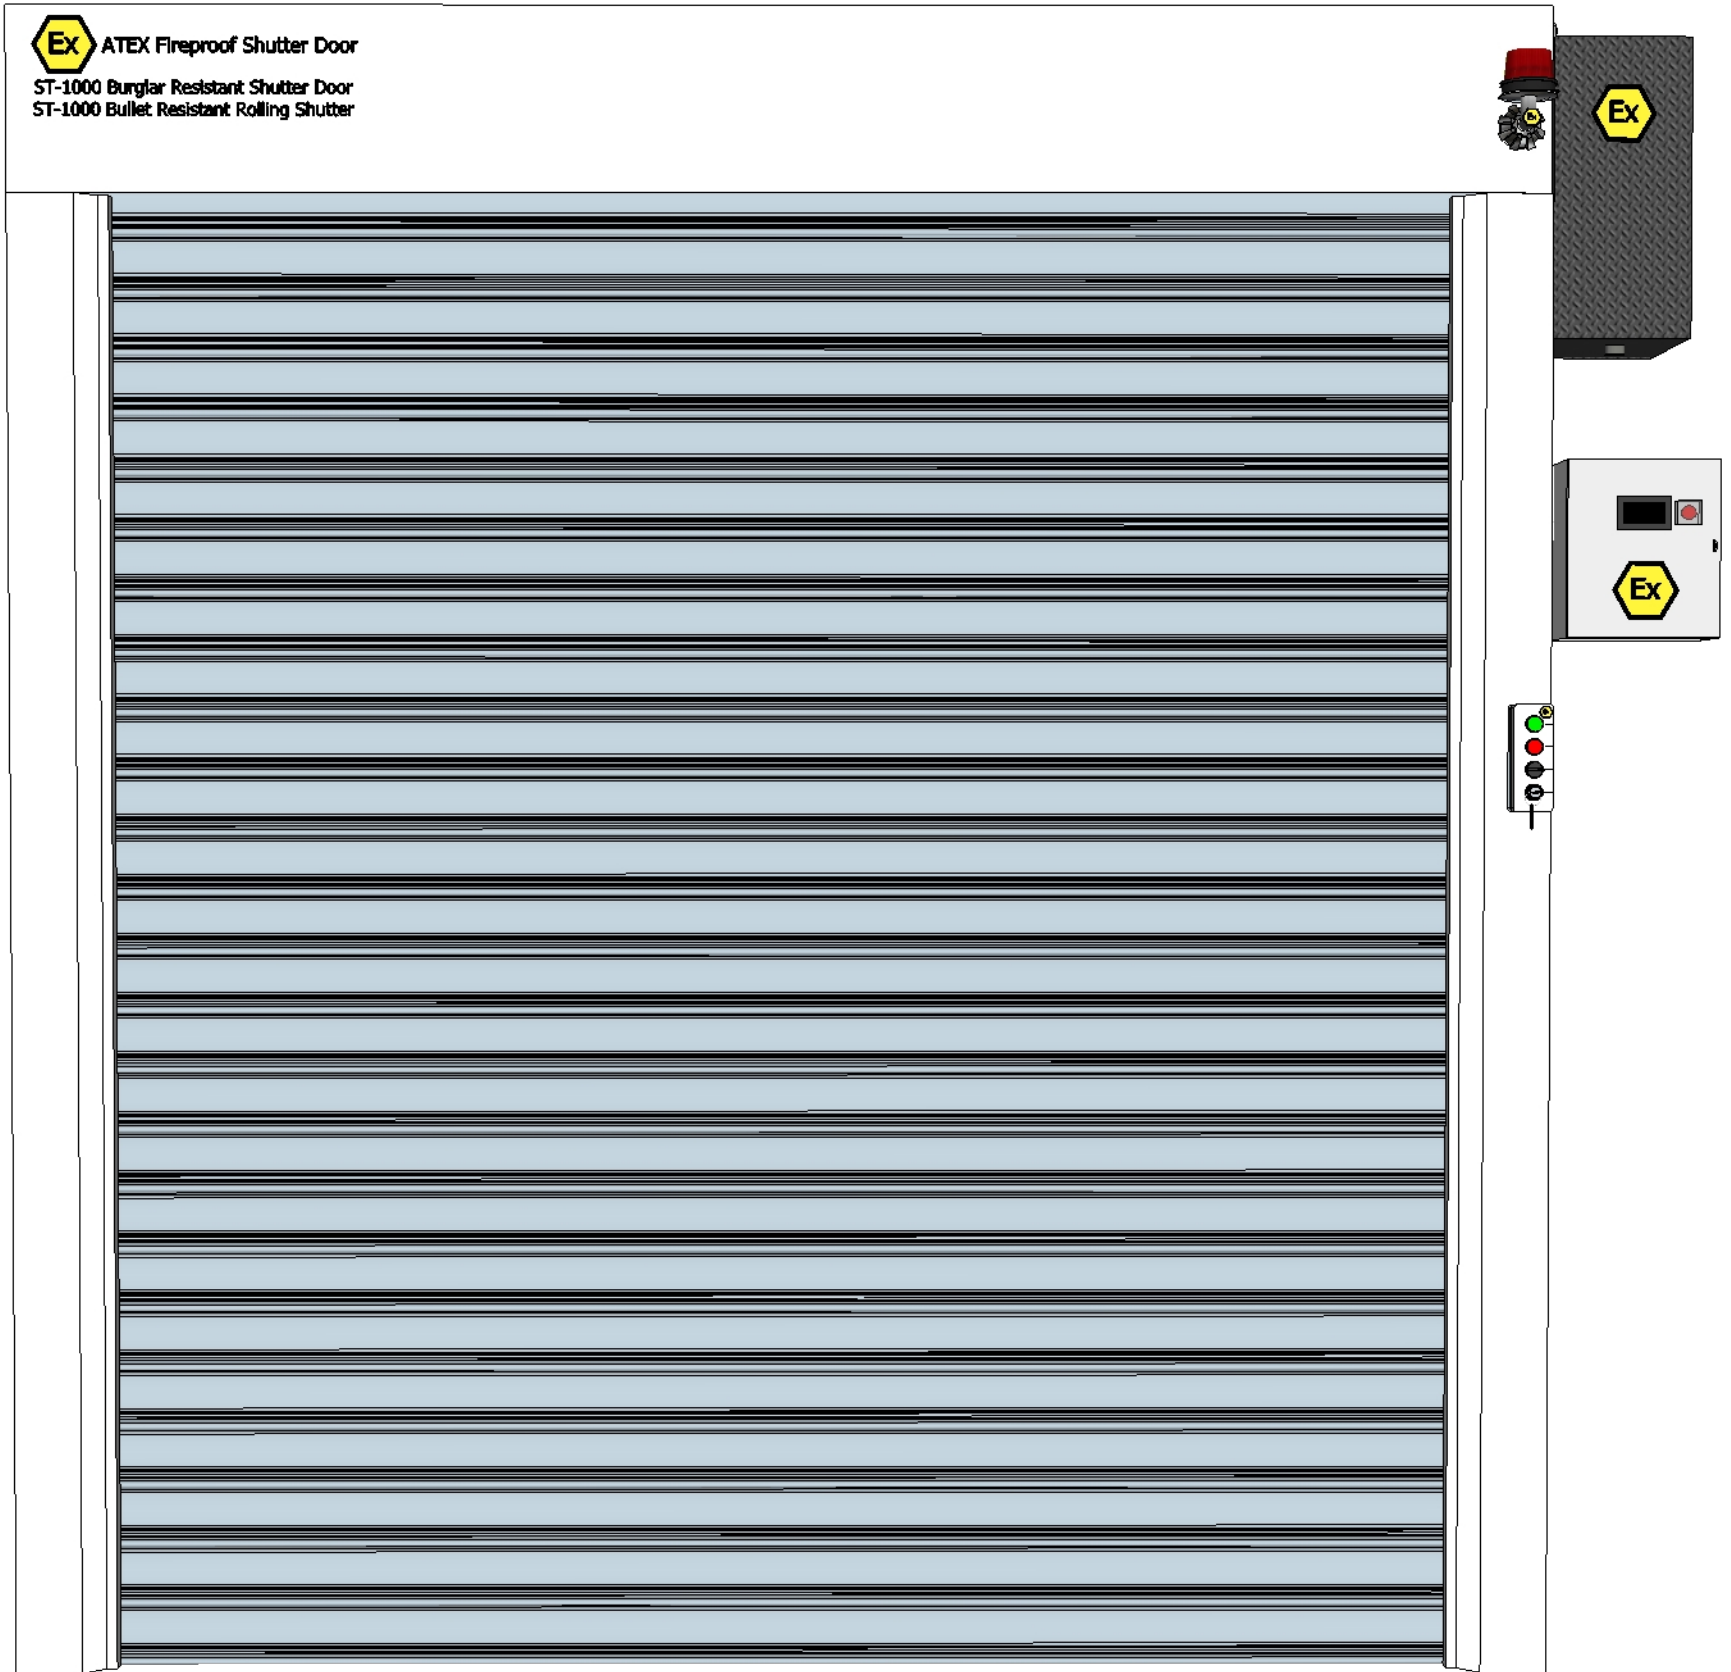 Ex ATEX Fireproof Shutter Door
ST-1000 Burglar Resistant Shutter Door
ST-1000 Bullet Resistant Rolling Shutter
Ex
Ex
Ex